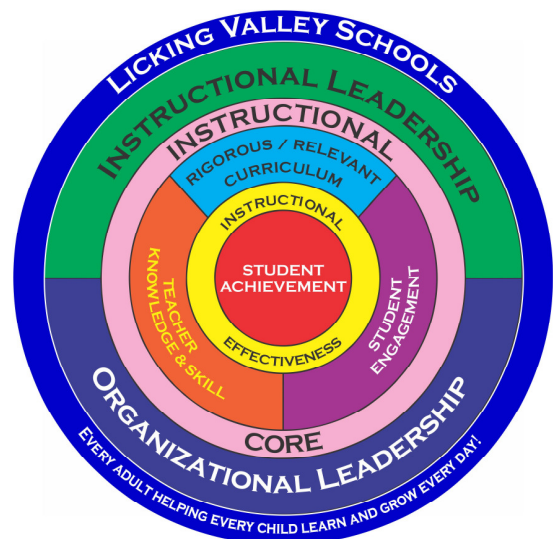 LICKING VALLEY SCHOOLS
INSTRUCTIONAL LEADERSHIP
INSTRUCTIONAL
RIGOROUS / RELEVANT
CURRICULUM
INSTRUCTIONAL
STUDENT
ACHIEVEMENT
EFFECTIVENESS
TEACHER
KNOWLEDGE & SKILL
STUDENT
ENGAGEMENT
CORE
ORGANIZATIONAL LEADERSHIP
EVERY ADULT HELPING EVERY CHILD LEARN AND GROW EVERY DAY!